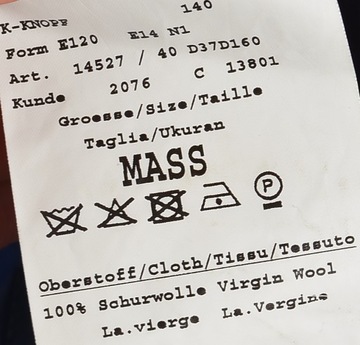 140
K-KNOPF
Form E120 E14 N1
Art. 14527 / 40 D37D160
Kunde 2076 C 13801
Groesse/Size/Taille
Taglia/Ukuran
MASS
P
Oberstoff/Cloth/Tissu/Tessuto
100% Schurwolle Virgin Wool
La.vierge La.Vergine